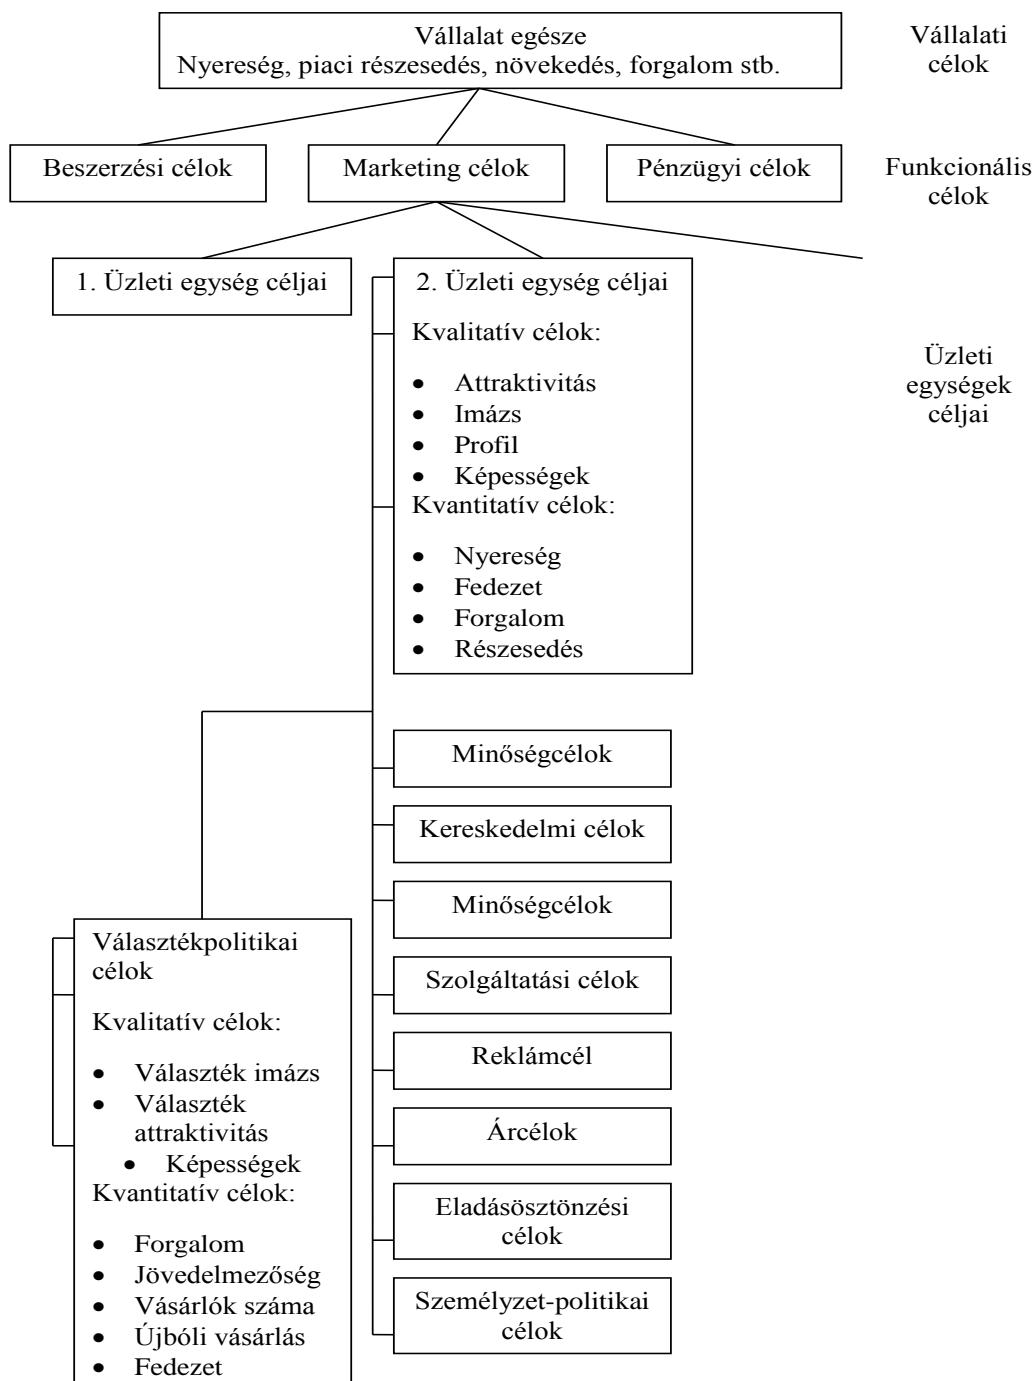 Vállalat egésze
Nyereség, piaci részesedés, növekedés, forgalom stb.
Vállalati
célok
Beszerzési célok
Marketing célok
Pénzügyi célok
Funkcionális
célok
1. Üzleti egység céljai
2. Üzleti egység céljai
Kvalitatív célok:
• Attraktivitás
• Imázs
• Profil
• Képességek
Kvantitatív célok:
• Nyereség
• Fedezet
• Forgalom
• Részesedés
Üzleti
egységek
céljai
Minőségcélok
Kereskedelmi célok
Minőségcélok
Szolgáltatási célok
Reklámcél
Árcélok
Eladásösztönzési
célok
Személyzet-politikai
célok
Választékpolitikai
célok
Kvalitatív célok:
• Választék imázs
• Választék
attraktivitás
• Képességek
Kvantitatív célok:
• Forgalom
• Jövedelmezőség
• Vásárlók száma
• Újbóli vásárlás
• Fedezet